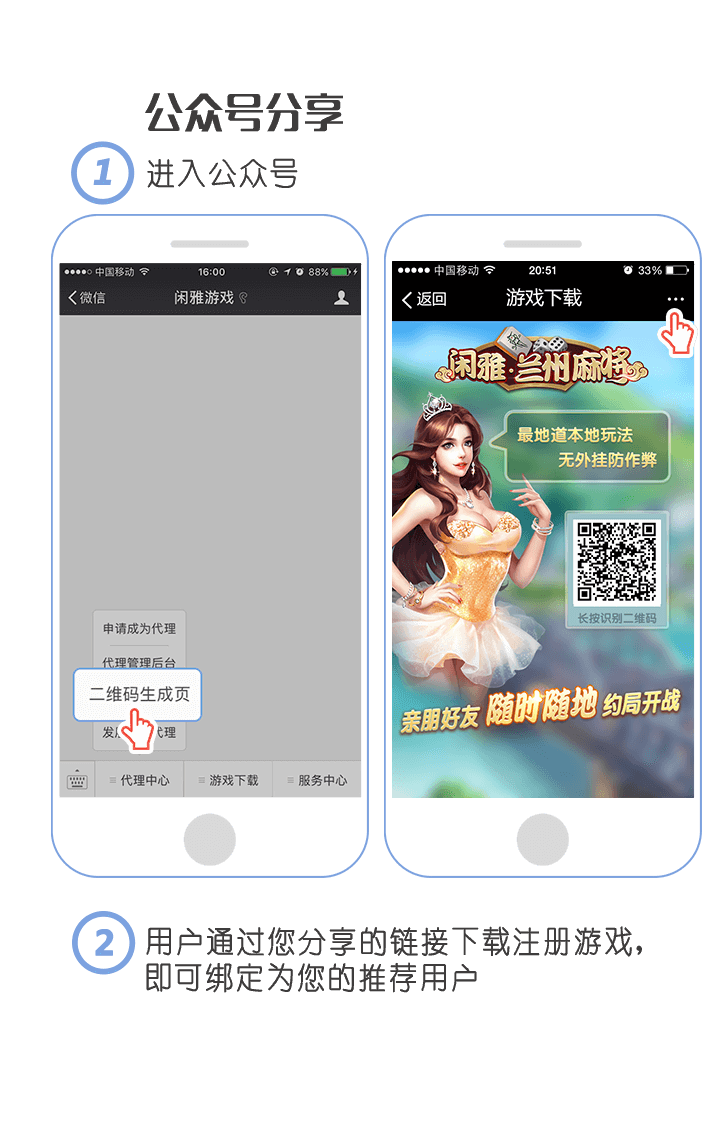 公众号分享
1 进入公众号
中国移动 16:00 88%
微信 闲雅游戏
申请成为代理
代理管理后台
二维码生成页
代理
代理中心 游戏下载 服务中心
中国移动 20:51 33%
返回 游戏下载 ···
闲雅·兰州麻将
最地道本地玩法
无外挂防作弊
长按识别二维码
亲朋好友 随时随地 约局开战
2 用户通过您分享的链接下载注册游戏，
即可绑定为您的推荐用户